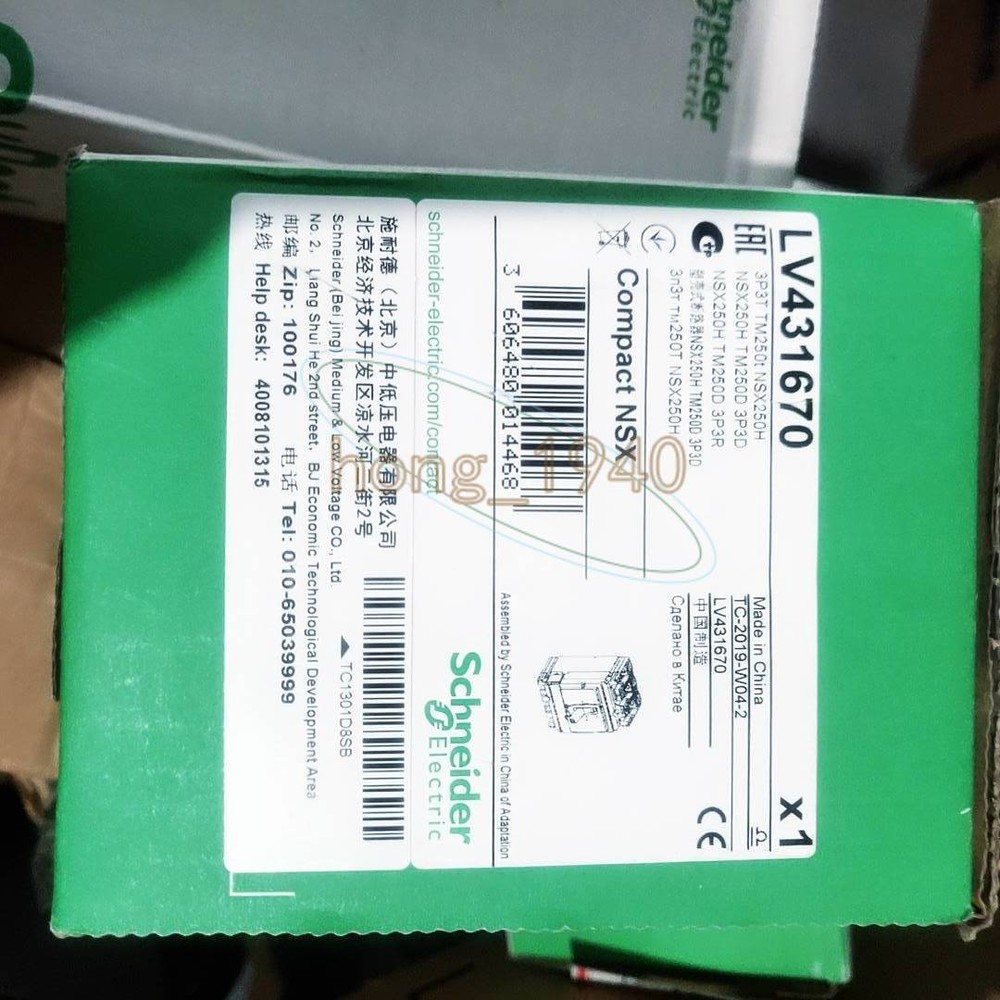 LV431670 x1
3P3T TM250t NSX250H
NSX250H TM250D 3P3D
NSX250H TM250D 3P3R
塑壳式断路器NSX250H TM250D 3P3D
3п3т тм250T NSX250H
EAC
Made in China
TC-2019-W04-2
LV431670
中国制造
Сделано в Китае
CE
Compact NSX
3 606480 014468
Assembled by Schneider Electric in China of Adaptation
schneider-electric.com/contact
Schneider
Electric
施耐德（北京）中低压电器有限公司
北京经济技术开发区凉水河二街2号
Schneider(Beijing) Medium& Low Voltage CO., Ltd.
No. 2, Liang Shui He 2nd street, BJ Economic Technological Development Area
邮编 Zip: 100176 电话 Tel: 010-65039999
热线 Help desk: 4008101315
TC1301D8SB
hong_1940
Schneider
Electric